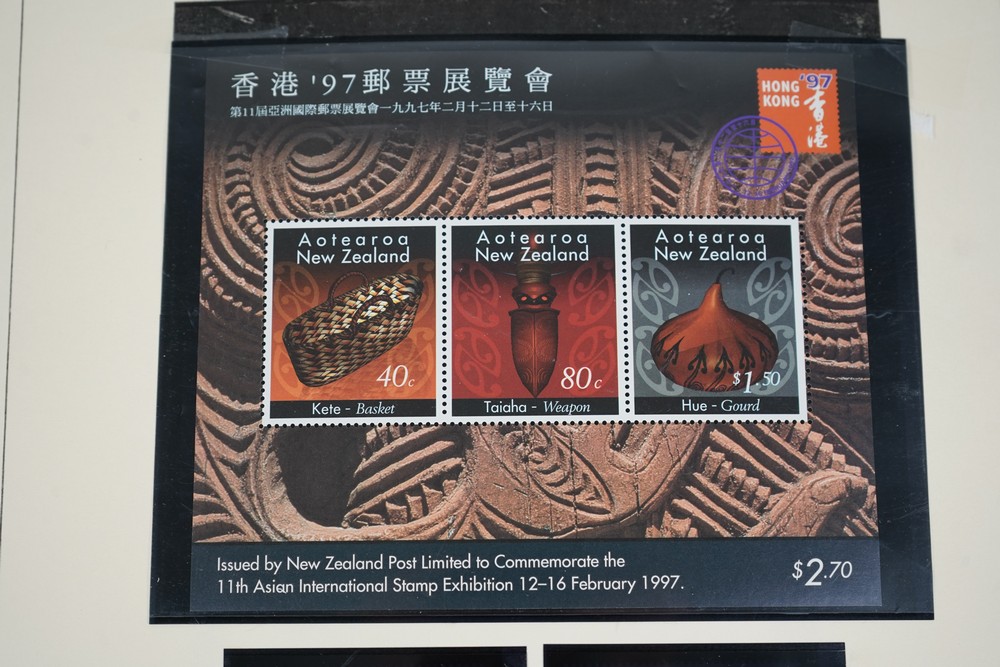 香港'97郵票展覽會
第11屆亞洲國際郵票展覽會一九九七年二月十二日至十六日
HONG
KONG
'97
香港
Aotearoa
New Zealand
40c
Kete - Basket
Aotearoa
New Zealand
80c
Taiaha - Weapon
Aotearoa
New Zealand
$1.50
Hue - Gourd
Issued by New Zealand Post Limited to Commemorate the
11th Asian International Stamp Exhibition 12–16 February 1997.
$2.70